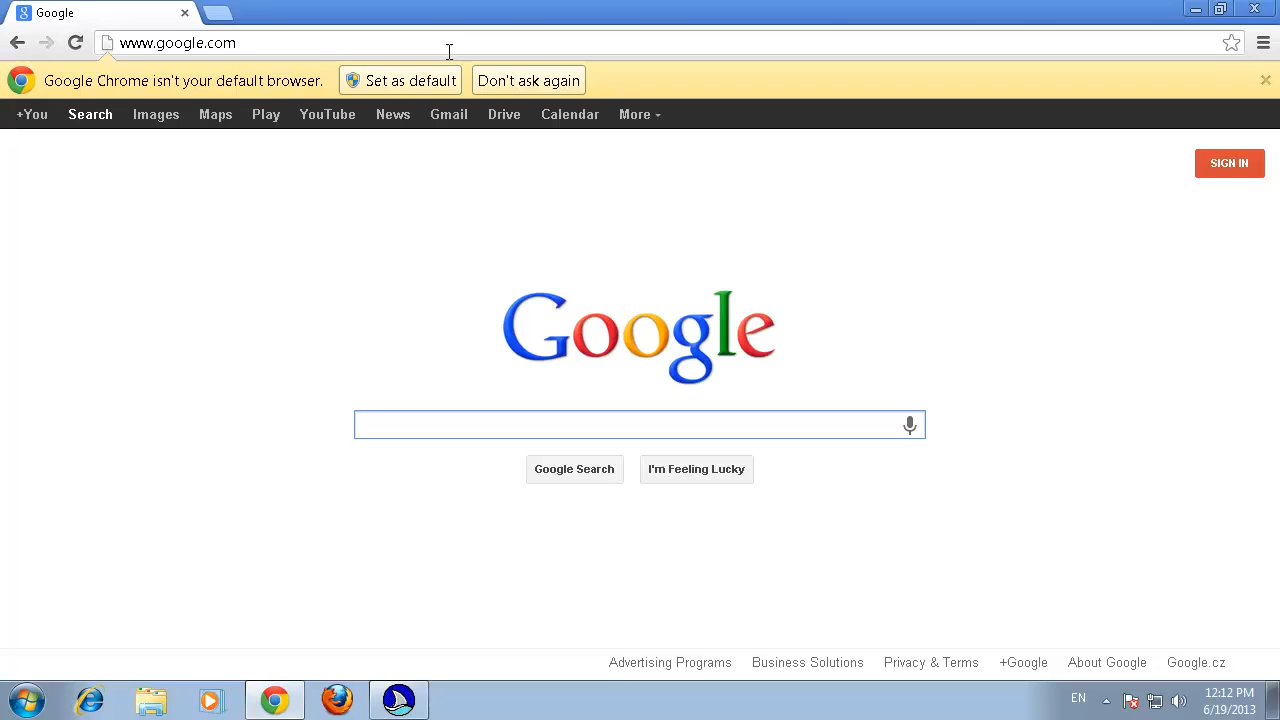 Google
www.google.com
Google Chrome isn't your default browser. Set as default Don't ask again
+You Search Images Maps Play YouTube News Gmail Drive Calendar More
SIGN IN
Google
Google Search I'm Feeling Lucky
Advertising Programs Business Solutions Privacy & Terms +Google About Google Google.cz
EN 12:12 PM
6/19/2013